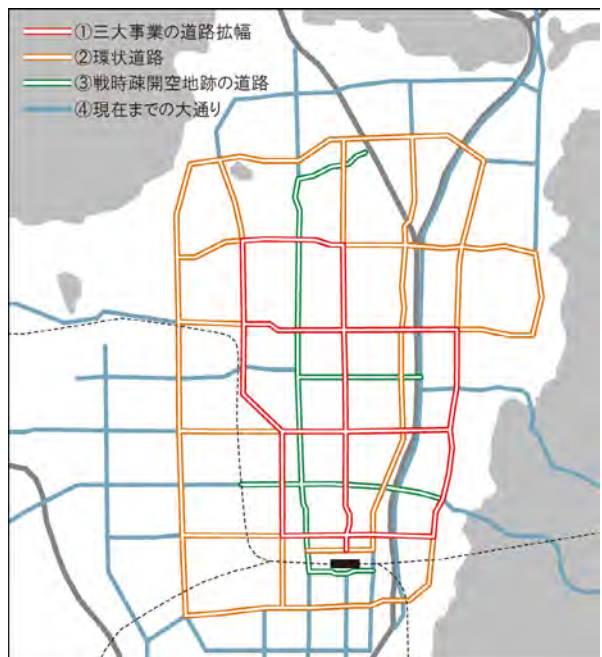 ①三大事業の道路拡幅
②環状道路
③戦時疎開空地跡の道路
④現在までの大通り